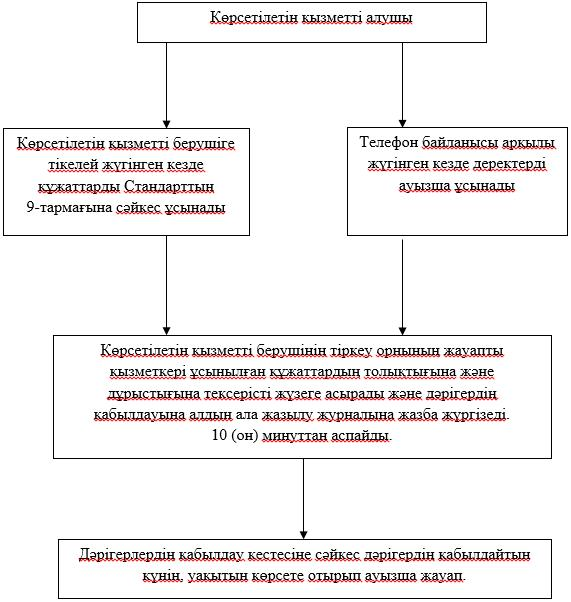 Көрсетілетін қызметті алушы
Көрсетілетін қызметті берушіге
тікелей жүгінген кезде
құжаттарды Стандарттың
9-тармағына сәйкес ұсынады
Телефон байланысы арқылы
жүгінген кезде деректерді
ауызша ұсынады
Көрсетілетін қызметті берушінің тіркеу орнының жауапты
қызметкері ұсынылған құжаттардың толықтығына және
дұрыстығына тексерісті жүзеге асырады және дәрігердің
қабылдауына алдын ала жазылу журналына жазба жүргізеді.
10 (он) минуттан аспайды.
Дәрігерлердің қабылдау кестесіне сәйкес дәрігердің қабылдайтын
күнін, уақытын көрсете отырып ауызша жауап.